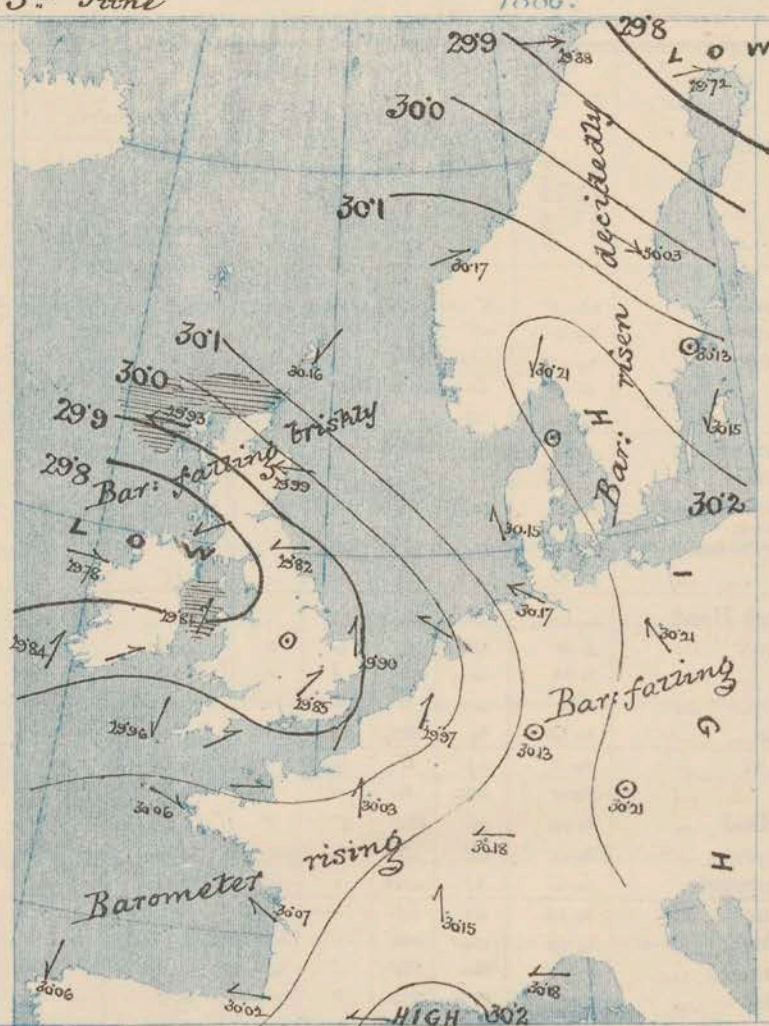 June
1886.
29.9
29.8
29.88
LOW
29.72
30.0
decidedly
30.1
30.17
30.03
30.1
risen
30.13
30.16
30.21
30.0
29.93
briskly
30.15
29.9
Bar: falling
H
Bar:
29.8
29.99
30.2
LOW
30.15
29.78
29.82
30.17
29.81
I
29.84
30.21
29.90
Bar: falling
29.85
29.96
29.97
G
30.13
30.06
30.03
30.21
rising
30.18
H
Barometer
30.07
30.15
30.06
30.02
30.18
HIGH
30.2